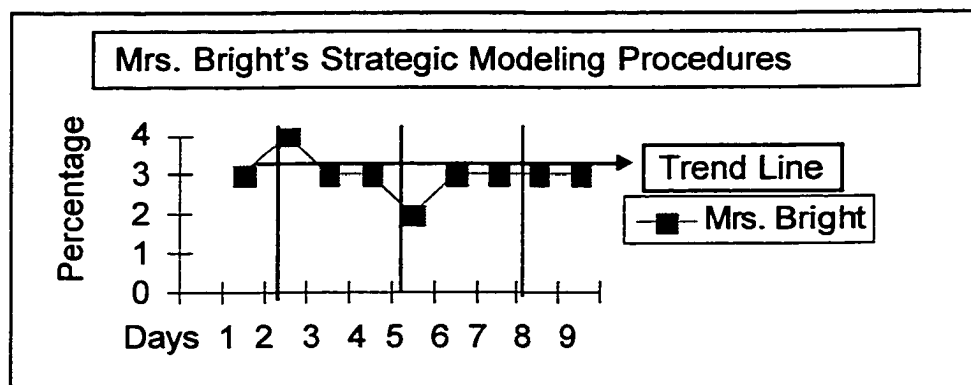 Mrs. Bright's Strategic Modeling Procedures
Percentage
4
3
2
1
0
Trend Line
Mrs. Bright
Days 1 2 3 4 5 6 7 8 9